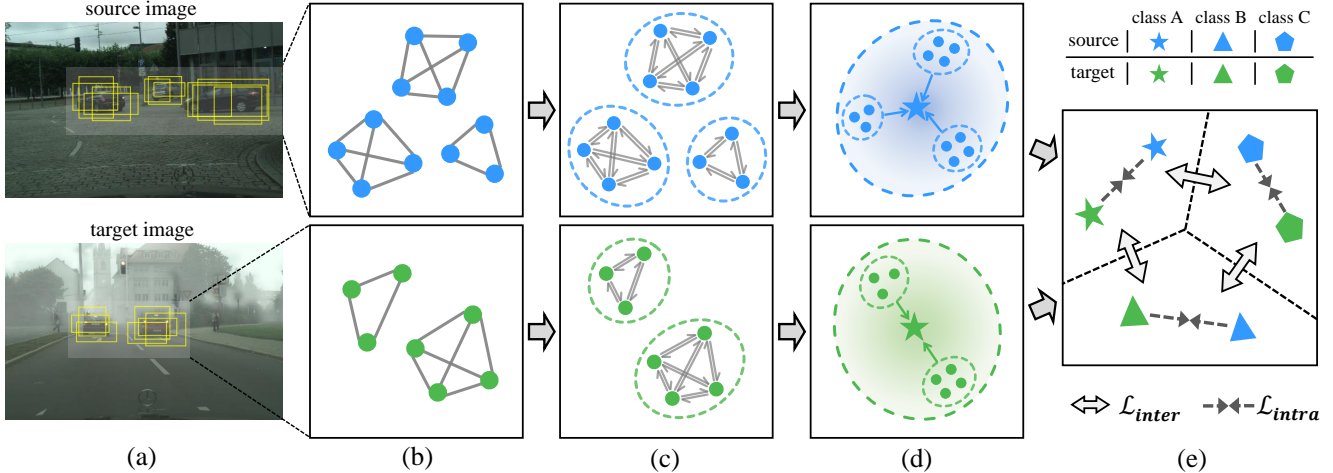 source image
target image
class A class B class C
source
target
ℒinter
ℒintra
(a) (b) (c) (d) (e)